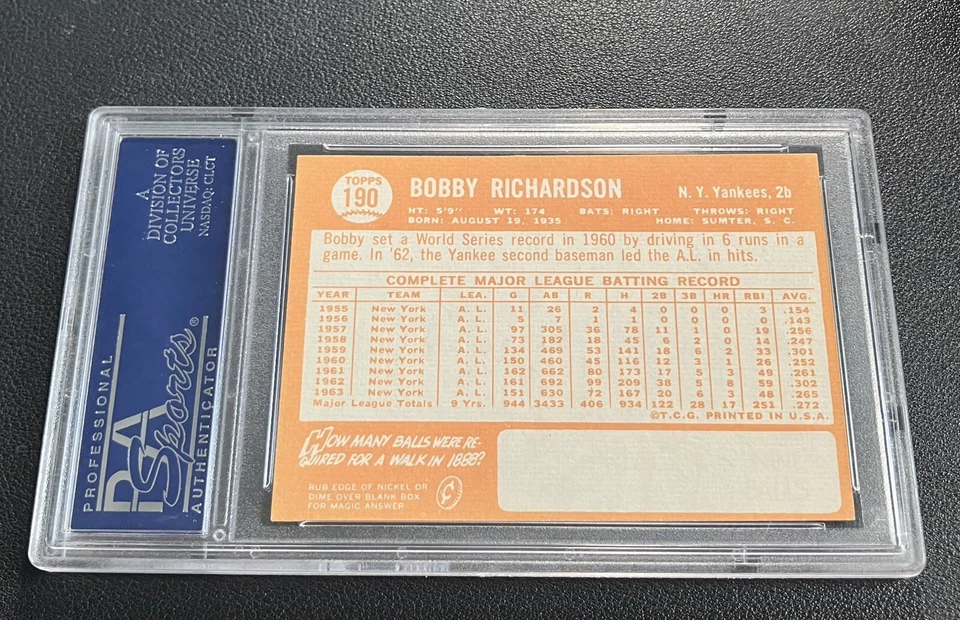 A
DIVISION OF
COLLECTORS
UNIVERSE
NASDAQ: CLCT
PROFESSIONAL
PSA
Sports®
AUTHENTICATOR
TOPPS
190
BOBBY RICHARDSON
N. Y. Yankees, 2b
HT: 5'9" WT: 174 BATS: RIGHT THROWS: RIGHT
BORN: AUGUST 19, 1935 HOME: SUMTER, S. C.
Bobby set a World Series record in 1960 by driving in 6 runs in a
game. In '62, the Yankee second baseman led the A.L. in hits.
COMPLETE MAJOR LEAGUE BATTING RECORD
YEAR TEAM LEA. G AB R H 2B 3B HR RBI AVG.
1955 New York A. L. 11 26 2 4 0 0 0 3 .154
1956 New York A. L. 5 7 1 1 0 0 0 0 .143
1957 New York A. L. 97 305 36 78 11 1 0 19 .256
1958 New York A. L. 73 182 18 45 6 2 0 14 .247
1959 New York A. L. 134 469 53 141 18 6 2 33 .301
1960 New York A. L. 150 460 45 116 12 3 1 26 .252
1961 New York A. L. 162 662 80 173 17 5 3 49 .261
1962 New York A. L. 161 692 99 209 38 5 8 59 .302
1963 New York A. L. 151 630 72 167 20 6 3 48 .265
Major League Totals 9 Yrs. 944 3433 406 934 122 28 17 251 .272
©T.C.G. PRINTED IN U.S.A.
HOW MANY BALLS WERE RE-
QUIRED FOR A WALK IN 1888?
RUB EDGE OF NICKEL OR
DIME OVER BLANK BOX
FOR MAGIC ANSWER